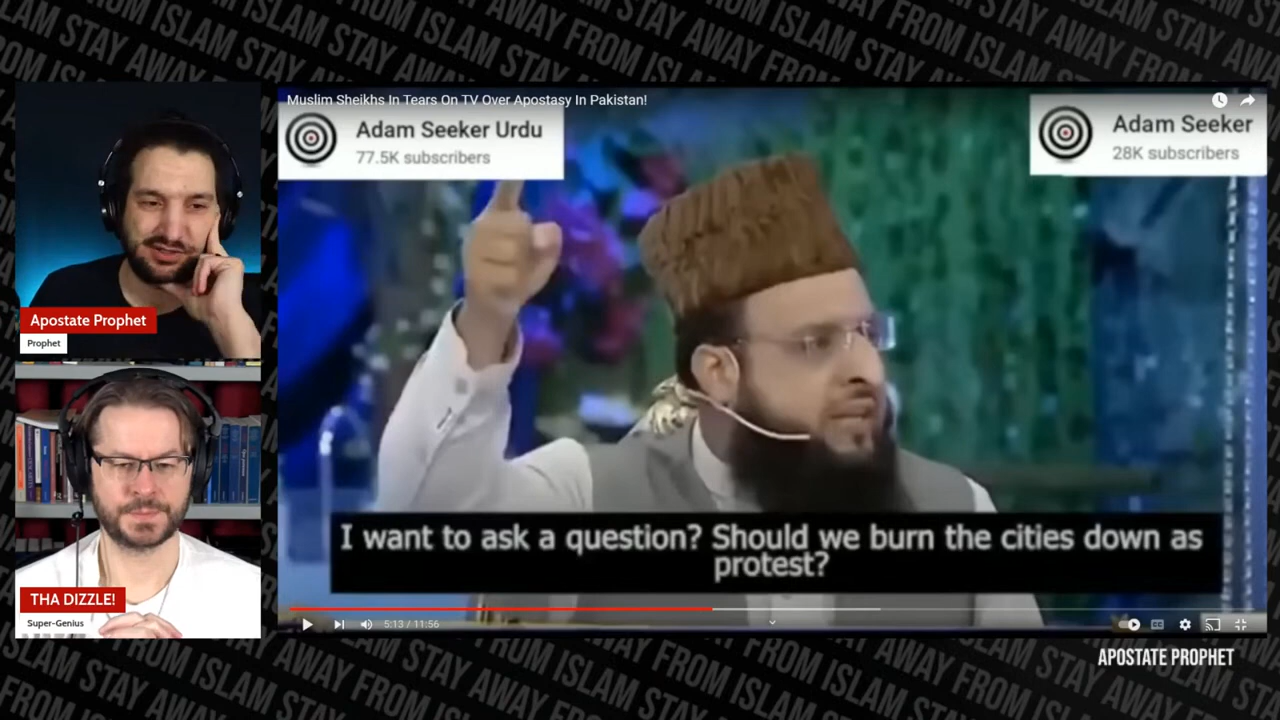 STAY AWAY FROM ISLAM
Muslim Sheikhs In Tears On TV Over Apostasy In Pakistan!
Adam Seeker Urdu
77.5K subscribers
Adam Seeker
28K subscribers
Apostate Prophet
Prophet
I want to ask a question? Should we burn the cities down as
protest?
THA DIZZLE!
Super-Genius
5:13 / 11:56
CC
APOSTATE PROPHET